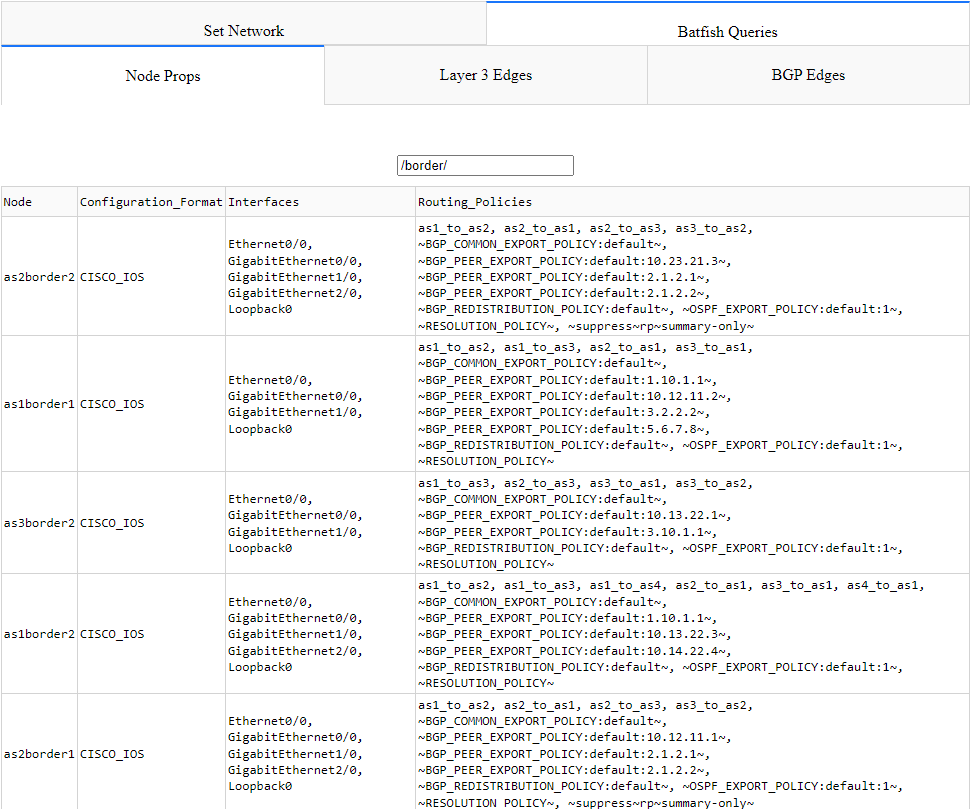 Set Network
Batfish Queries
Node Props
Layer 3 Edges
BGP Edges
/border/
Node
Configuration_Format
Interfaces
Routing_Policies
as2border2
CISCO_IOS
Ethernet0/0,
GigabitEthernet0/0,
GigabitEthernet1/0,
GigabitEthernet2/0,
Loopback0
as1_to_as2, as2_to_as1, as2_to_as3, as3_to_as2,
~BGP_COMMON_EXPORT_POLICY:default~,
~BGP_PEER_EXPORT_POLICY:default:10.23.21.3~,
~BGP_PEER_EXPORT_POLICY:default:2.1.2.1~,
~BGP_PEER_EXPORT_POLICY:default:2.1.2.2~,
~BGP_REDISTRIBUTION_POLICY:default~, ~OSPF_EXPORT_POLICY:default:1~,
~RESOLUTION_POLICY~, ~suppress~rp~summary-only~
as1border1
CISCO_IOS
Ethernet0/0,
GigabitEthernet0/0,
GigabitEthernet1/0,
Loopback0
as1_to_as2, as1_to_as3, as2_to_as1, as3_to_as1,
~BGP_COMMON_EXPORT_POLICY:default~,
~BGP_PEER_EXPORT_POLICY:default:1.10.1.1~,
~BGP_PEER_EXPORT_POLICY:default:10.12.11.2~,
~BGP_PEER_EXPORT_POLICY:default:3.2.2.2~,
~BGP_PEER_EXPORT_POLICY:default:5.6.7.8~,
~BGP_REDISTRIBUTION_POLICY:default~, ~OSPF_EXPORT_POLICY:default:1~,
~RESOLUTION_POLICY~
as3border2
CISCO_IOS
Ethernet0/0,
GigabitEthernet0/0,
GigabitEthernet1/0,
Loopback0
as1_to_as3, as2_to_as3, as3_to_as1, as3_to_as2,
~BGP_COMMON_EXPORT_POLICY:default~,
~BGP_PEER_EXPORT_POLICY:default:10.13.22.1~,
~BGP_PEER_EXPORT_POLICY:default:3.10.1.1~,
~BGP_REDISTRIBUTION_POLICY:default~, ~OSPF_EXPORT_POLICY:default:1~,
~RESOLUTION_POLICY~
as1border2
CISCO_IOS
Ethernet0/0,
GigabitEthernet0/0,
GigabitEthernet1/0,
GigabitEthernet2/0,
Loopback0
as1_to_as2, as1_to_as3, as1_to_as4, as2_to_as1, as3_to_as1, as4_to_as1,
~BGP_COMMON_EXPORT_POLICY:default~,
~BGP_PEER_EXPORT_POLICY:default:1.10.1.1~,
~BGP_PEER_EXPORT_POLICY:default:10.13.22.3~,
~BGP_PEER_EXPORT_POLICY:default:10.14.22.4~,
~BGP_REDISTRIBUTION_POLICY:default~, ~OSPF_EXPORT_POLICY:default:1~,
~RESOLUTION_POLICY~
as2border1
CISCO_IOS
Ethernet0/0,
GigabitEthernet0/0,
GigabitEthernet1/0,
GigabitEthernet2/0,
Loopback0
as1_to_as2, as2_to_as1, as2_to_as3, as3_to_as2,
~BGP_COMMON_EXPORT_POLICY:default~,
~BGP_PEER_EXPORT_POLICY:default:10.12.11.1~,
~BGP_PEER_EXPORT_POLICY:default:2.1.2.1~,
~BGP_PEER_EXPORT_POLICY:default:2.1.2.2~,
~BGP_REDISTRIBUTION_POLICY:default~, ~OSPF_EXPORT_POLICY:default:1~,
~RESOLUTION_POLICY~, ~suppress~rp~summary-only~